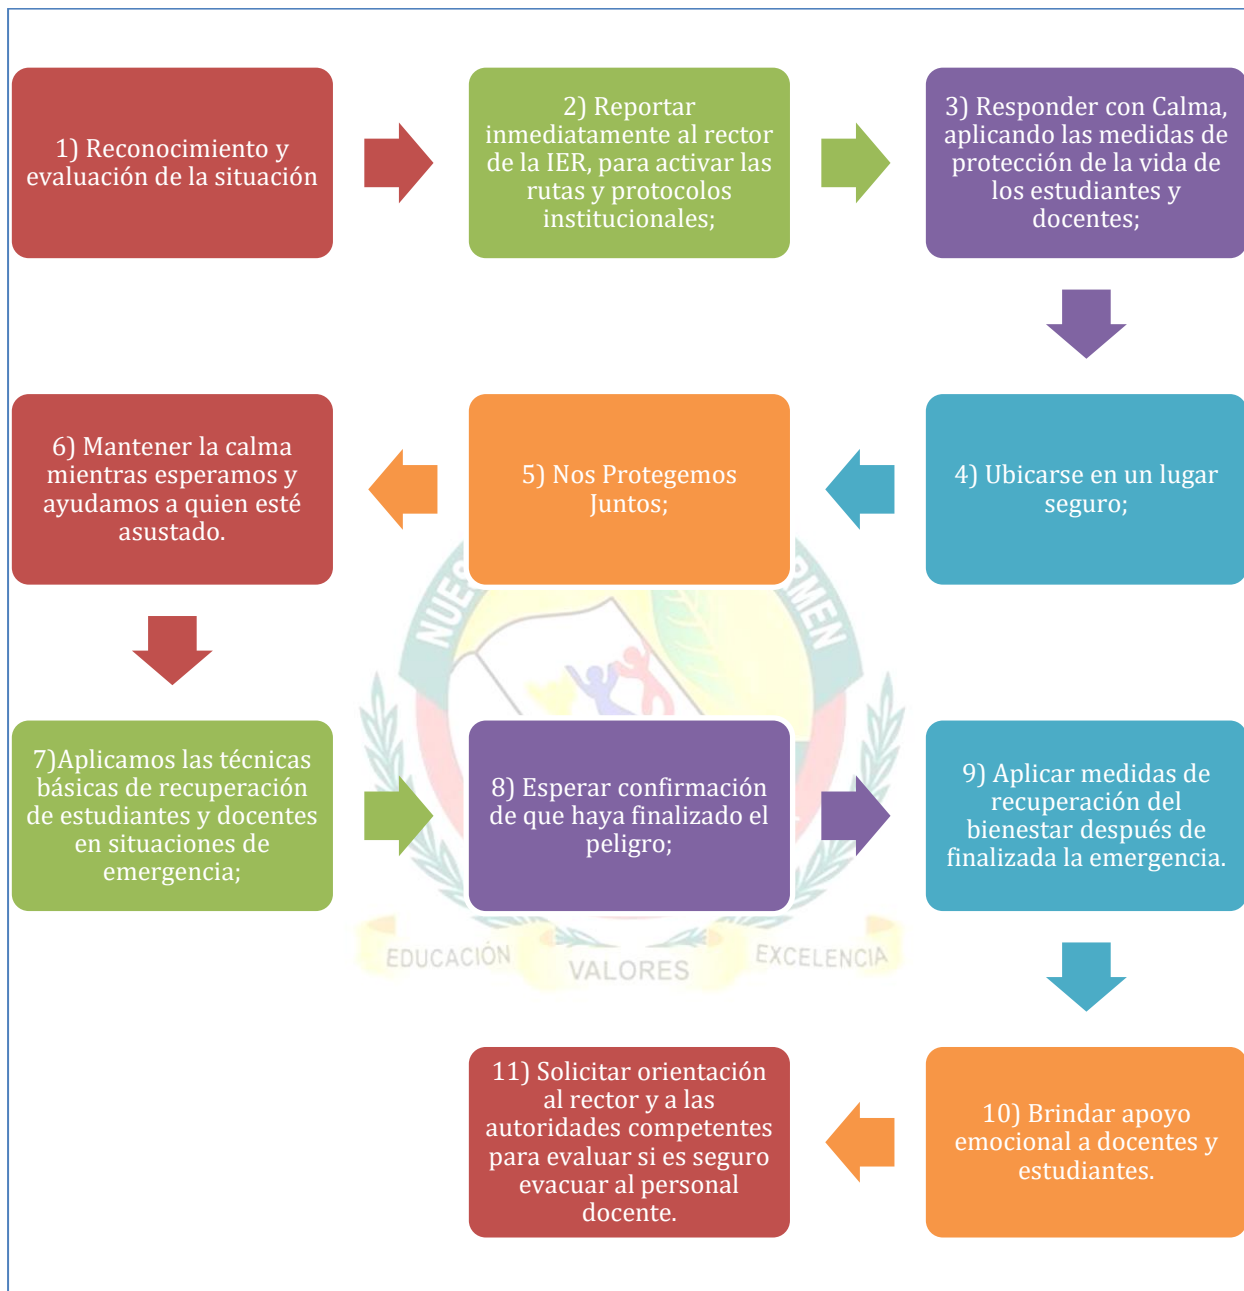 1) Reconocimiento y
evaluación de la situación
2) Reportar
inmediatamente al rector
de la IER, para activar las
rutas y protocolos
institucionales;
3) Responder con Calma,
aplicando las medidas de
protección de la vida de
los estudiantes y
docentes;
4) Ubicarse en un lugar
seguro;
5) Nos Protegemos
Juntos;
6) Mantener la calma
mientras esperamos y
ayudamos a quien esté
asustado.
7)Aplicamos las técnicas
básicas de recuperación
de estudiantes y docentes
en situaciones de
emergencia;
8) Esperar confirmación
de que haya finalizado el
peligro;
9) Aplicar medidas de
recuperación del
bienestar después de
finalizada la emergencia.
10) Brindar apoyo
emocional a docentes y
estudiantes.
11) Solicitar orientación
al rector y a las
autoridades competentes
para evaluar si es seguro
evacuar al personal
docente.
EDUCACIÓN
VALORES
EXCELENCIA